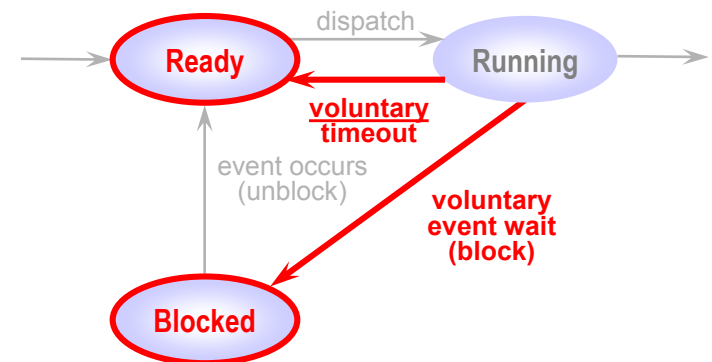 dispatch
Ready
Running
voluntary
timeout
event occurs
(unblock)
voluntary
event wait
(block)
Blocked